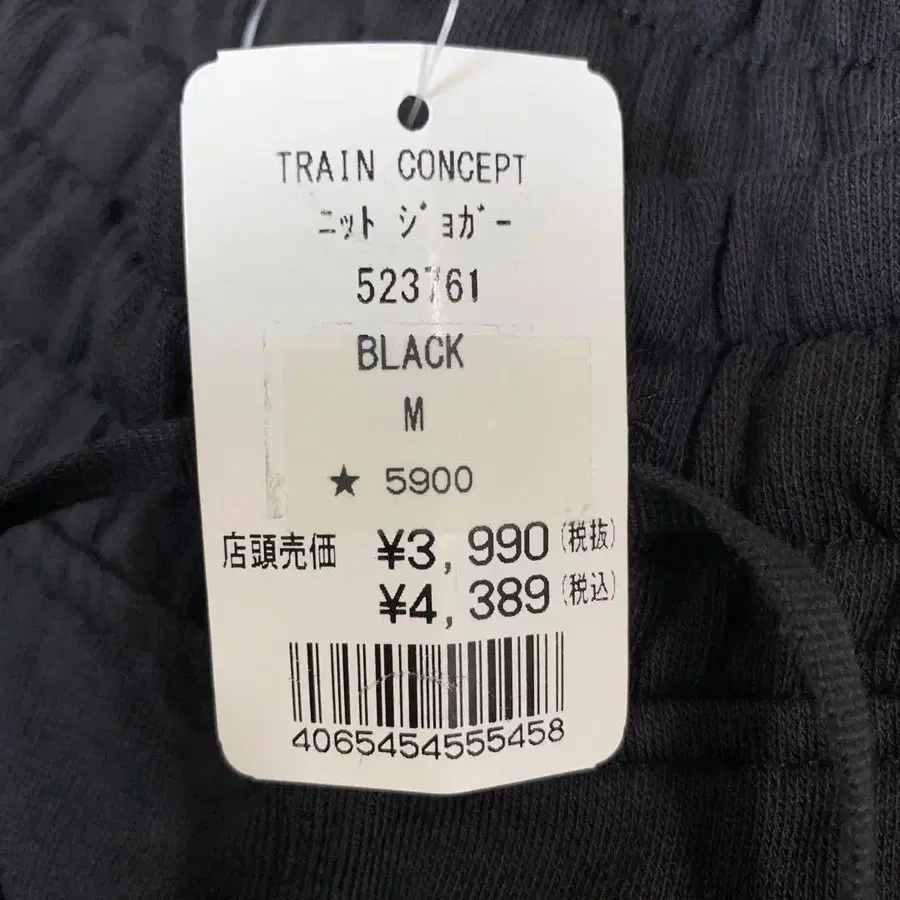 TRAIN CONCEPT
ﾆｯﾄ ｼﾞｮｶﾞｰ
523761
BLACK
M
★ 5900
店頭売価 ¥3,990(税抜)
¥4,389(税込)
4065454555458